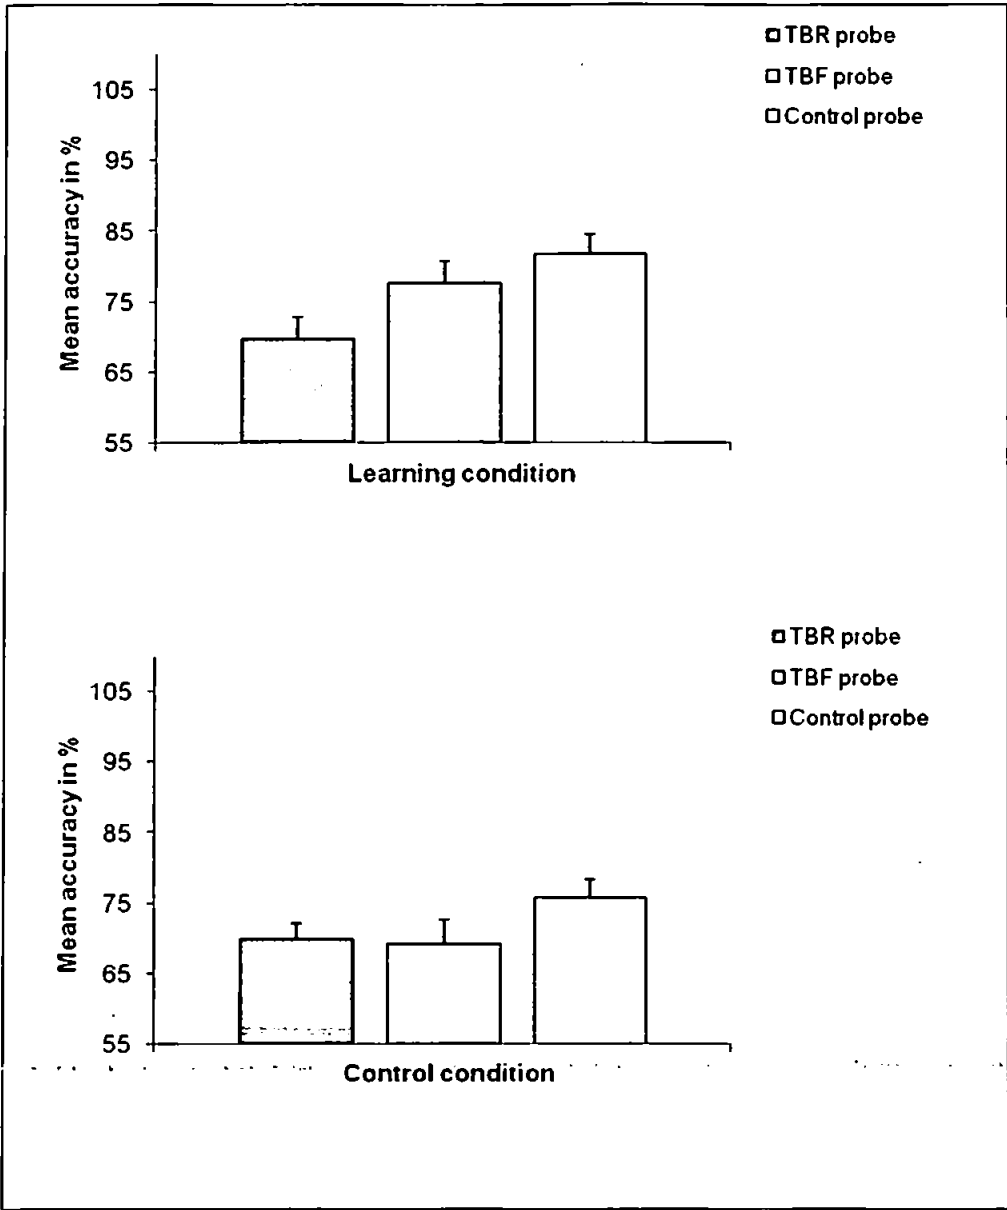 TBR probe
TBF probe
Control probe
105
95
85
75
65
55
Mean accuracy in %
Learning condition
TBR probe
TBF probe
Control probe
105
95
85
75
65
55
Mean accuracy in %
Control condition